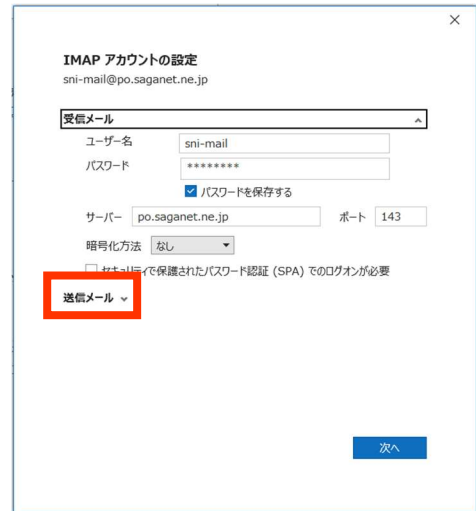 IMAP アカウントの設定
sni-mail@po.saganet.ne.jp
受信メール
ユーザー名 sni-mail
パスワード ********
パスワードを保存する
サーバー po.saganet.ne.jp ポート 143
暗号化方法 なし
セキュリティで保護されたパスワード認証 (SPA) でのログオンが必要
送信メール
次へ